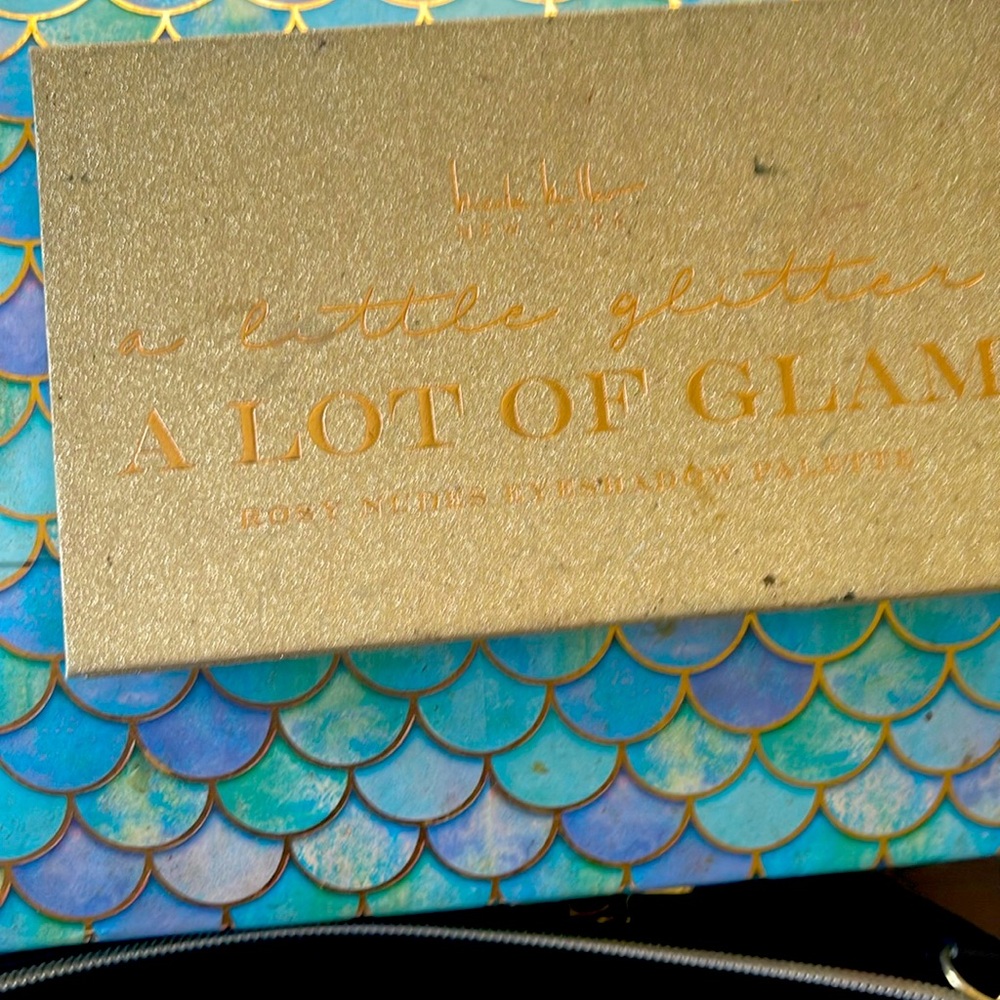 NEW YORK
a little glitter
A LOT OF GLAM
ROSY NUDES EYESHADOW PALETTE